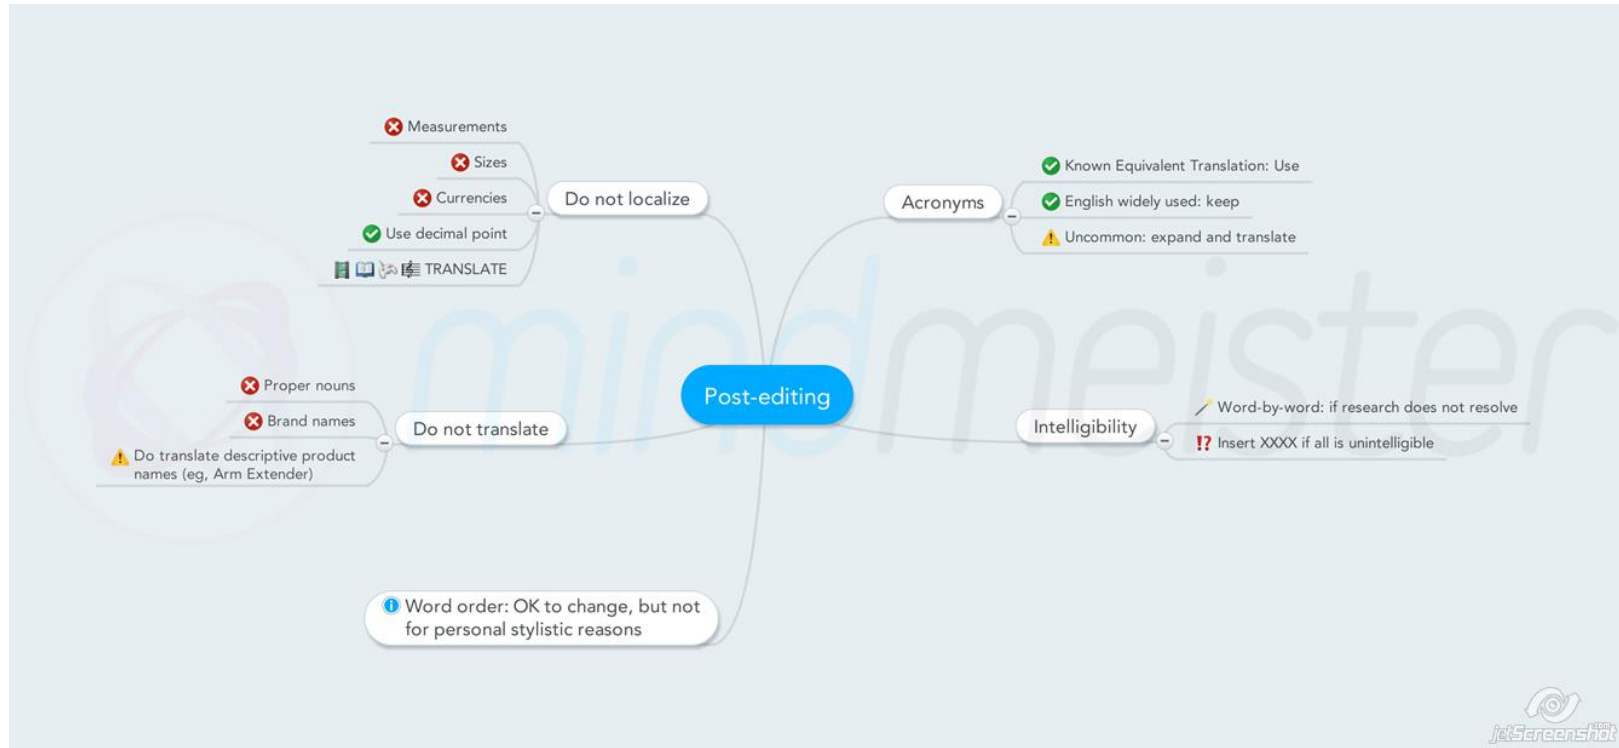 Measurements
Sizes
Currencies
Use decimal point
TRANSLATE
Do not localize
Proper nouns
Brand names
Do translate descriptive product
names (eg, Arm Extender)
Do not translate
Word order: OK to change, but not
for personal stylistic reasons
Post-editing
Acronyms
Known Equivalent Translation: Use
English widely used: keep
Uncommon: expand and translate
Intelligibility
Word-by-word: if research does not resolve
!? Insert XXXX if all is unintelligible
mindmeister
jetScreenshot.com